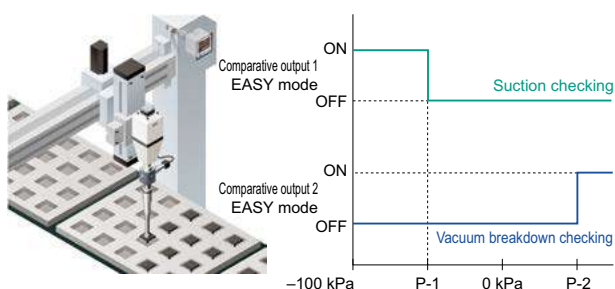 Comparative output 1
EASY mode
ON
OFF
Suction checking
Comparative output 2
EASY mode
ON
OFF
Vacuum breakdown checking
–100 kPa P-1 0 kPa P-2